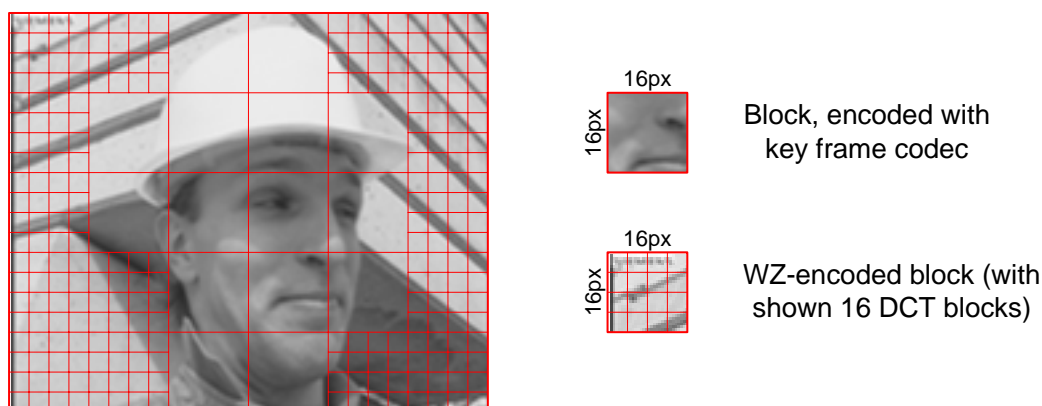 16px
16px
Block, encoded with
key frame codec
16px
16px
WZ-encoded block (with
shown 16 DCT blocks)